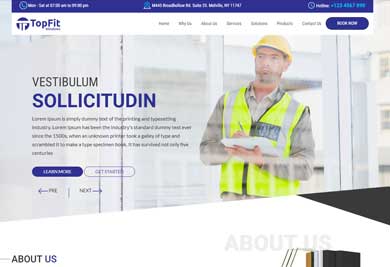 Mon - Sat at 07:00 am to 09:00 pm
M440 Broadhollow Rd. Suite 35. Melville, NY 11747
Hotline: +123 4567 890
TopFit
Windows
Home Why Us About Us Services Solutions Products Contact Us BOOK NOW
VESTIBULUM
SOLLICITUDIN
Lorem Ipsum is simply dummy text of the printing and typesetting
industry. Lorem Ipsum has been the industry's standard dummy text ever
since the 1500s, when an unknown printer took a galley of type and
scrambled it to make a type specimen book. It has survived not only five
centuries
LEARN MORE GET STARTED
PRE | NEXT
ABOUT US
ABOUT US